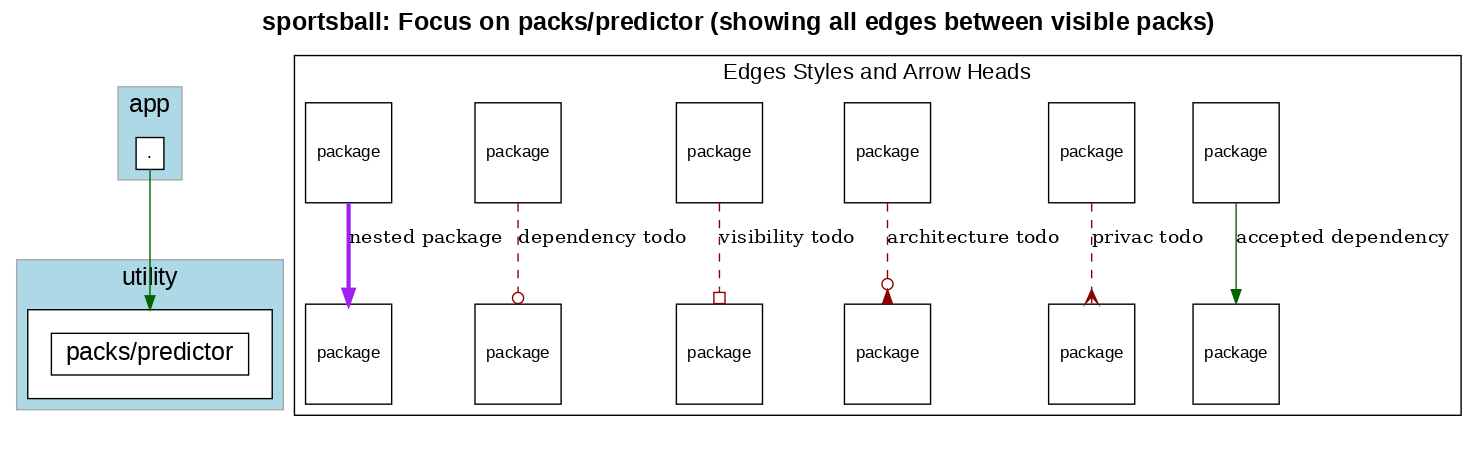 sportsball: Focus on packs/predictor (showing all edges between visible packs)
app
.
utility
packs/predictor
Edges Styles and Arrow Heads
package package package package package package
nested package dependency todo visibility todo architecture todo privac todo accepted dependency
package package package package package package